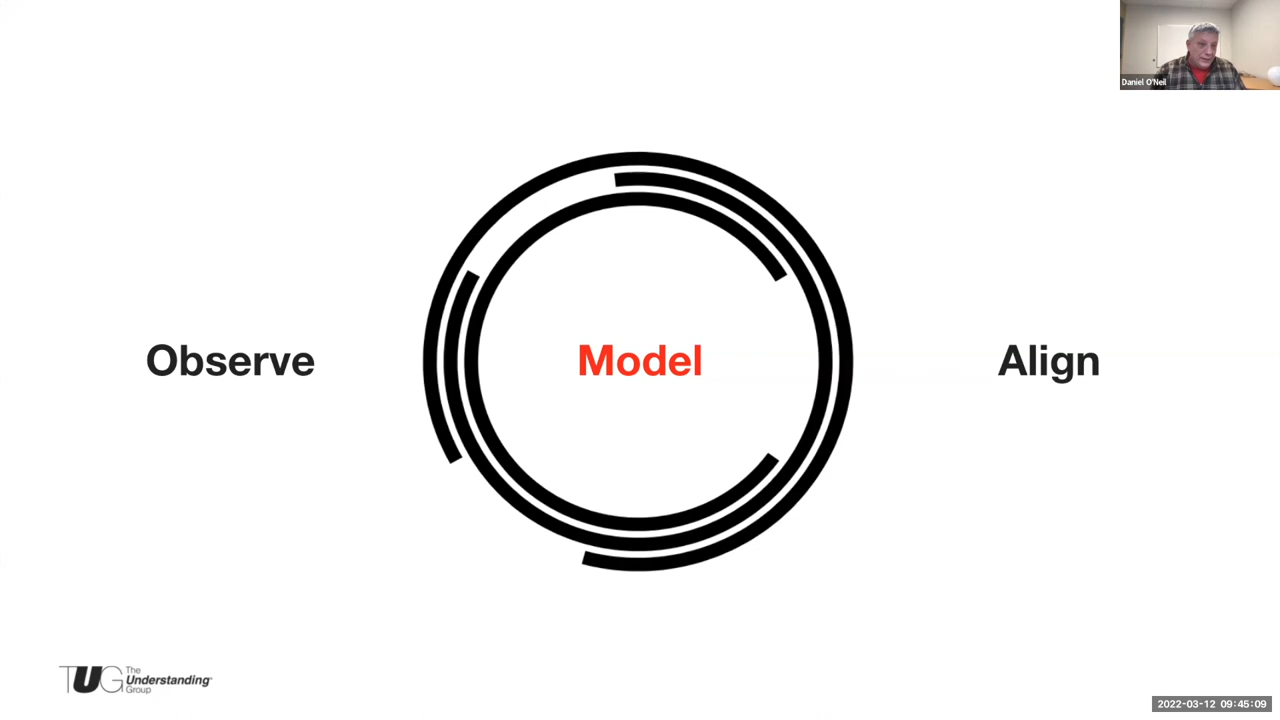 Daniel O'Neil
Observe
Model
Align
TUG The
Understanding
Group
2022-03-12 09:45:09